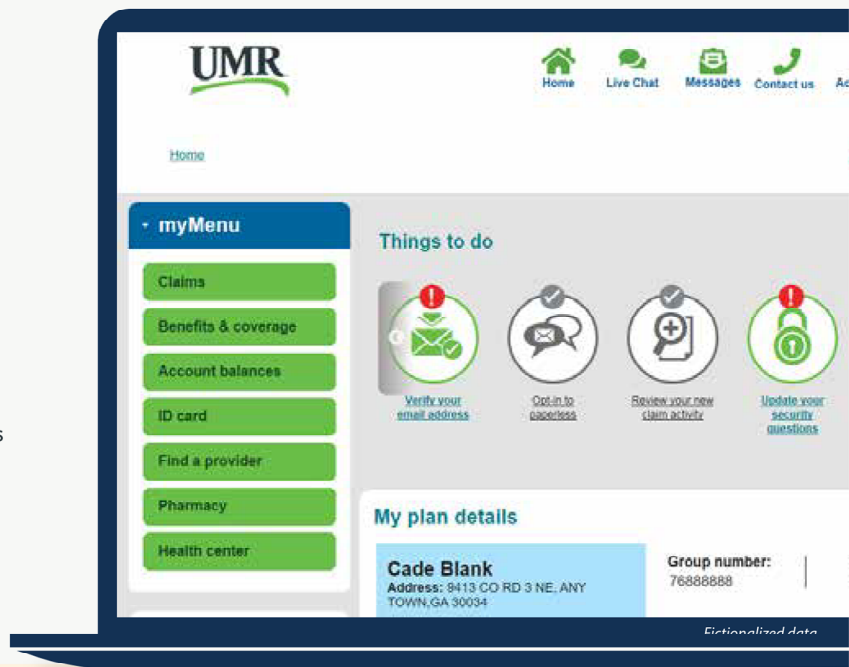 UMR
Home
Live Chat
Messages
Contact us
Home
myMenu
Things to do
Claims
Benefits & coverage
Account balances
ID card
Find a provider
Pharmacy
Health center
Verify your
email address
Opt-in to
paperless
Review your new
claim activity
Update your
security
questions
My plan details
Cade Blank
Address: 9413 CO RD 3 NE, ANY
TOWN,GA 30034
Group number:
76888888
Fictionalized data